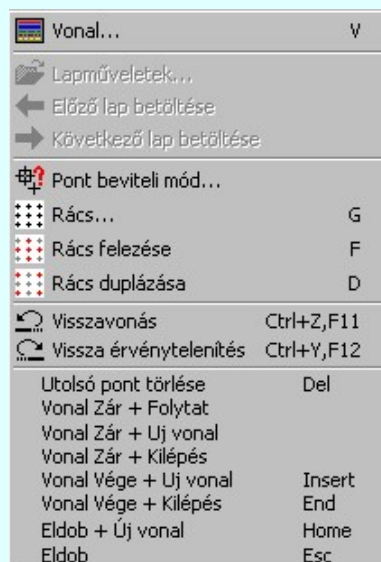 Vonal... V
Lapműveletek...
Előző lap betöltése
Következő lap betöltése
Pont beviteli mód...
Rács... G
Rács felezése F
Rács duplázása D
Visszavonás Ctrl+Z,F11
Vissza érvénytelenítés Ctrl+Y,F12
Utolsó pont törlése Del
Vonal Zár + Folytat
Vonal Zár + Uj vonal
Vonal Zár + Kilépés
Vonal Vége + Uj vonal Insert
Vonal Vége + Kilépés End
Eldob + Új vonal Home
Eldob Esc